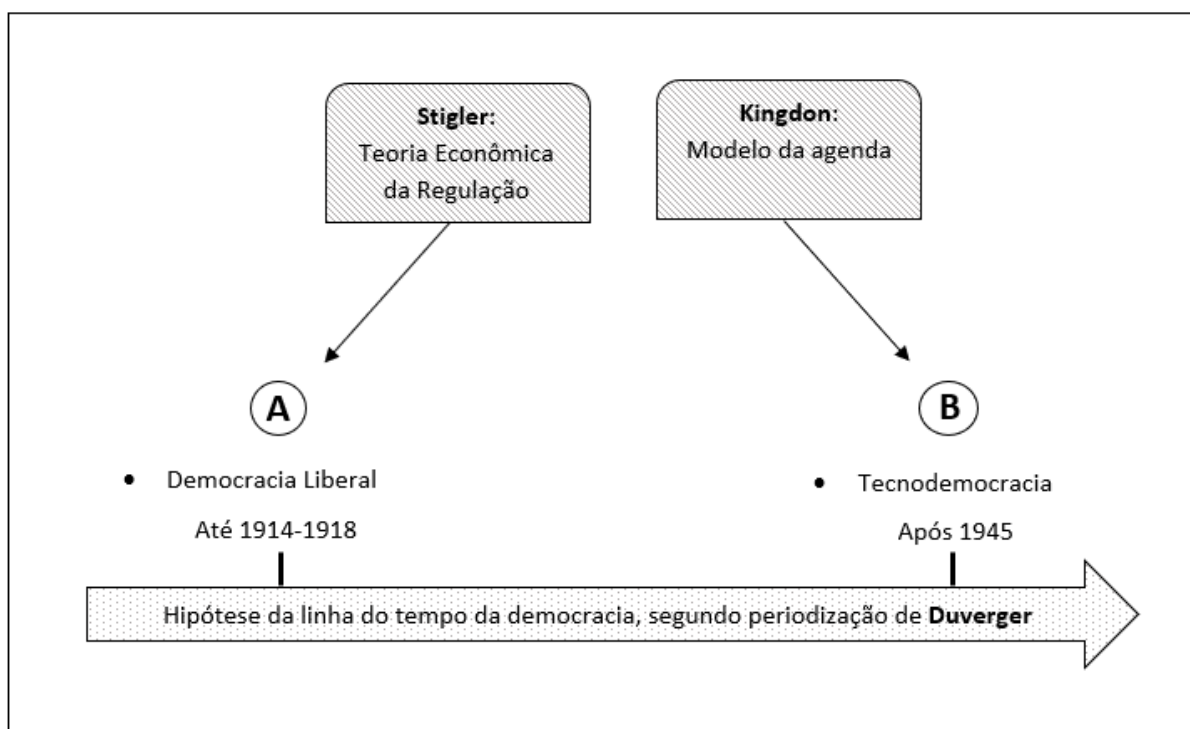 Stigler:
Teoria Econômica
da Regulação
Kingdon:
Modelo da agenda
A
B
• Democracia Liberal
Até 1914-1918
• Tecnodemocracia
Após 1945
Hipótese da linha do tempo da democracia, segundo periodização de Duverger